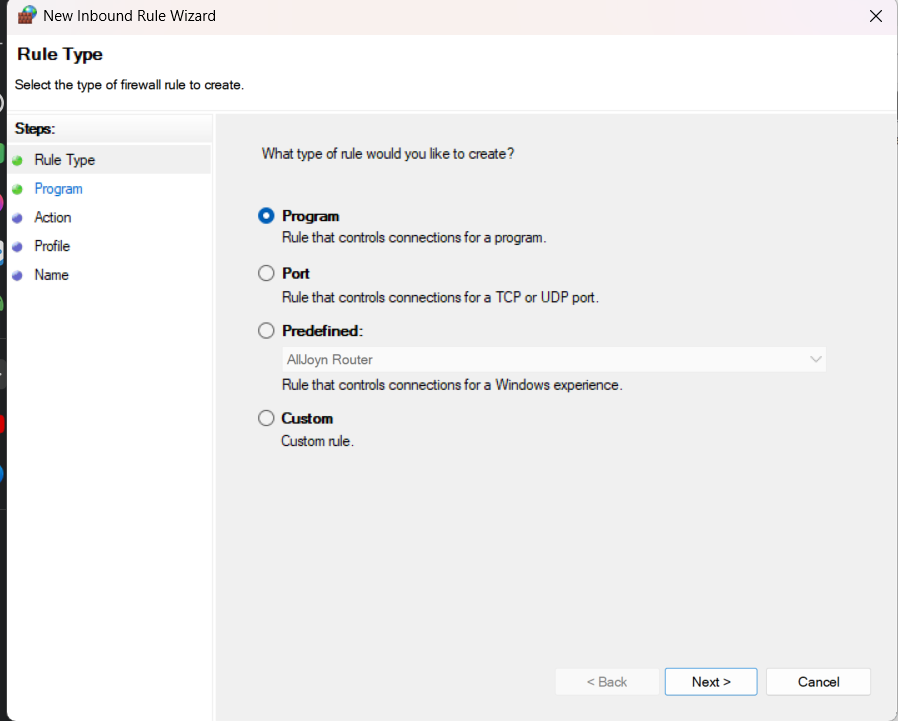 New Inbound Rule Wizard
Rule Type
Select the type of firewall rule to create.
Steps:
Rule Type
Program
Action
Profile
Name
What type of rule would you like to create?
Program
Rule that controls connections for a program.
Port
Rule that controls connections for a TCP or UDP port.
Predefined:
AllJoyn Router
Rule that controls connections for a Windows experience.
Custom
Custom rule.
< Back
Next >
Cancel